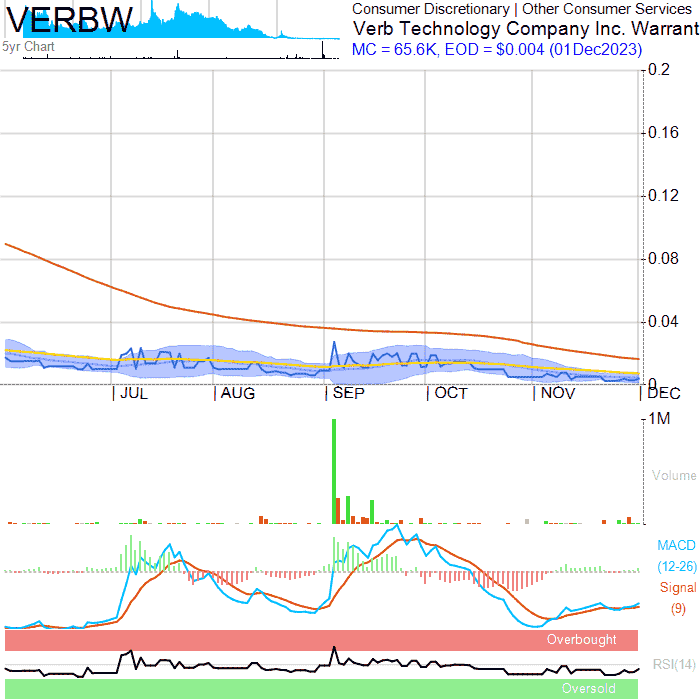 VERBW
Consumer Discretionary | Other Consumer Services
Verb Technology Company Inc. Warrant
MC = 65.6K, EOD = $0.004 (01Dec2023)
5yr Chart
0.2
0.16
0.12
0.08
0.04
0
JUL AUG SEP OCT NOV DEC
1M
Volume
MACD
(12-26)
Signal
(9)
Overbought
RSI(14)
Oversold